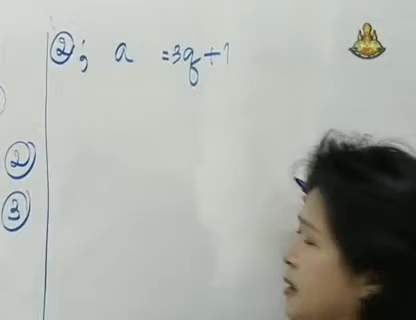 ②; a = 3q + 1
②
③